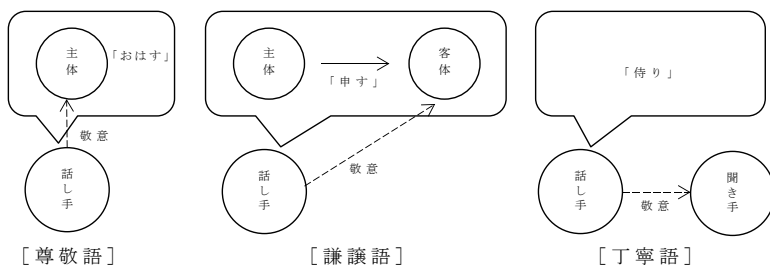 主体
「おはす」
敬意
話し手
[尊敬語]
主体
「申す」
客体
敬意
話し手
[謙譲語]
「侍り」
話し手
敬意
聞き手
[丁寧語]